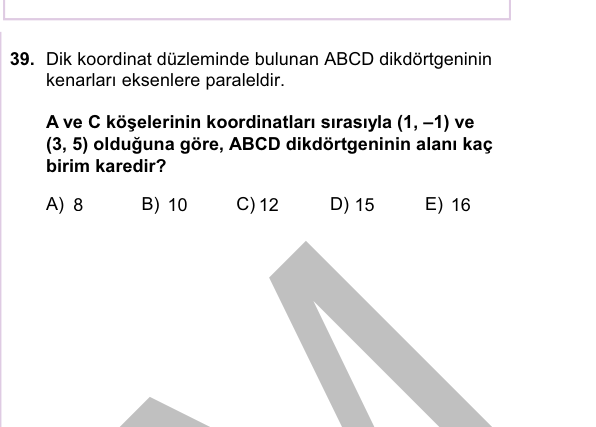 39. Dik koordinat düzleminde bulunan ABCD dikdörtgeninin
kenarları eksenlere paraleldir.
A ve C köşelerinin koordinatları sırasıyla (1, –1) ve
(3, 5) olduğuna göre, ABCD dikdörtgeninin alanı kaç
birim karedir?
A) 8 B) 10 C) 12 D) 15 E) 16